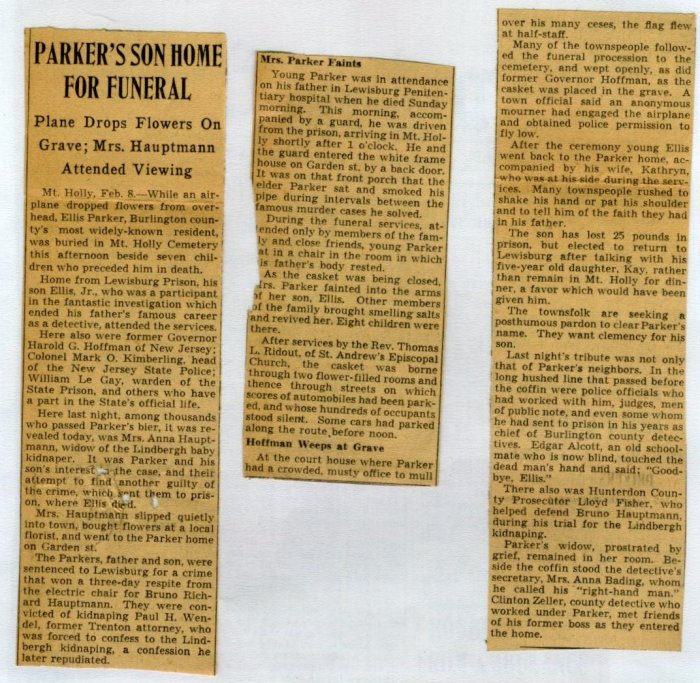 PARKER'S SON HOME
FOR FUNERAL
Plane Drops Flowers On
Grave; Mrs. Hauptmann
Attended Viewing
Mt. Holly, Feb. 8.—While an air-
plane dropped flowers from over-
head, Ellis Parker, Burlington coun-
ty's most widely-known resident,
was buried in Mt. Holly Cemetery
this afternoon beside seven chil-
dren who preceded him in death.
Home from Lewisburg Prison, his
son Ellis, Jr., who was a participant
in the fantastic investigation which
ended his father's famous career
as a detective, attended the services.
Here also were former Governor
Harold G. Hoffman of New Jersey;
Colonel Mark O. Kimberling, head
of the New Jersey State Police;
William Le Gay, warden of the
State Prison, and others who have
a part in the State's official life.
Here last night, among thousands
who passed Parker's bier, it was re-
vealed today, was Mrs. Anna Haupt-
mann, widow of the Lindbergh baby
kidnaper. It was Parker and his
son's interest the case, and their
attempt to find another guilty of
the crime, which sent them to pris-
on, where Ellis died.
Mrs. Hauptmann slipped quietly
into town, bought flowers at a local
florist, and went to the Parker home
on Garden st.
The Parkers, father and son, were
sentenced to Lewisburg for a crime
that won a three-day respite from
the electric chair for Bruno Rich-
ard Hauptmann. They were con-
victed of kidnaping Paul H. Wen-
del, former Trenton attorney, who
was forced to confess to the Lind-
bergh kidnaping, a confession he
later repudiated.
Mrs. Parker Faints
Young Parker was in attendance
on his father in Lewisburg Peniten-
tiary hospital when he died Sunday
morning. This morning, accom-
panied by a guard, he was driven
from the prison, arriving in Mt. Hol-
ly shortly after 1 o'clock. He and
the guard entered the white frame
house on Garden st. by a back door.
It was on that front porch that the
elder Parker sat and smoked his
pipe during intervals between the
famous murder cases he solved.
During the funeral services, at-
tended only by members of the fam-
ly and close friends, young Parker
at in a chair in the room in which
is father's body rested.
As the casket was being closed,
rs. Parker fainted into the arms
of her son, Ellis. Other members
of the family brought smelling salts
and revived her. Eight children were
there.
After services by the Rev. Thomas
L. Ridout, of St. Andrew's Episcopal
Church, the casket was borne
through two flower-filled rooms and
thence through streets on which
scores of automobiles had been park-
ed, and whose hundreds of occupants
stood silent. Some cars had parked
along the route before noon.
Hoffman Weeps at Grave
At the court house where Parker
had a crowded, musty office to mull
over his many ceses, the flag flew
at half-staff.
Many of the townspeople follow-
ed the funeral procession to the
cemetery, and wept openly, as did
former Governor Hoffman, as the
casket was placed in the grave. A
town official said an anonymous
mourner had engaged the airplane
and obtained police permission to
fly low.
After the ceremony young Ellis
went back to the Parker home, ac-
companied by his wife, Kathryn,
who was at his side during the serv-
ices. Many townspeople rushed to
shake his hand or pat his shoulder
and to tell him of the faith they had
in his father.
The son has lost 25 pounds in
prison, but elected to return to
Lewisburg after talking with his
five-year old daughter, Kay, rather
than remain in Mt. Holly for din-
ner, a favor which would have been
given him.
The townsfolk are seeking a
posthumous pardon to clear Parker's
name. They want clemency for his
son.
Last night's tribute was not only
that of Parker's neighbors. In the
long hushed line that passed before
the coffin were police officials who
had worked with him, judges, men
of public note, and even some whom
he had sent to prison in his years as
chief of Burlington county detec-
tives. Edgar Alcott, an old school-
mate who is now blind, touched the
dead man's hand and said; "Good-
bye, Ellis."
There also was Hunterdon Coun-
ty Prosecutor Lloyd Fisher, who
helped defend Bruno Hauptmann,
during his trial for the Lindbergh
kidnaping.
Parker's widow, prostrated by
grief, remained in her room. Be-
side the coffin stood the detective's
secretary, Mrs. Anna Bading, whom
he called his "right-hand man."
Clinton Zeller, county detective who
worked under Parker, met friends
of his former boss as they entered
the home.